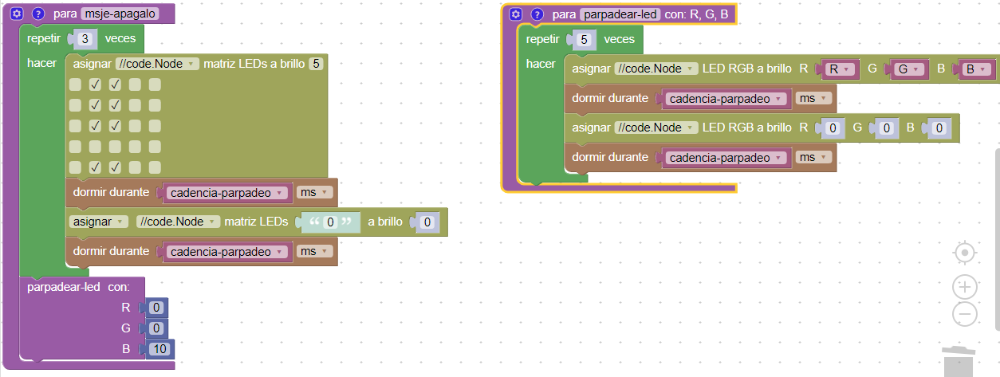 para msje-apagalo
repetir 3 veces
hacer
asignar //code.Node matriz LEDs a brillo 5
dormir durante cadencia-parpadeo ms
asignar //code.Node matriz LEDs “ 0 ” a brillo 0
dormir durante cadencia-parpadeo ms
parpadear-led con:
R 0
G 0
B 10
? para parpadear-led con: R, G, B
repetir 5 veces
hacer
asignar //code.Node LED RGB a brillo R R G G B B
dormir durante cadencia-parpadeo ms
asignar //code.Node LED RGB a brillo R 0 G 0 B 0
dormir durante cadencia-parpadeo ms